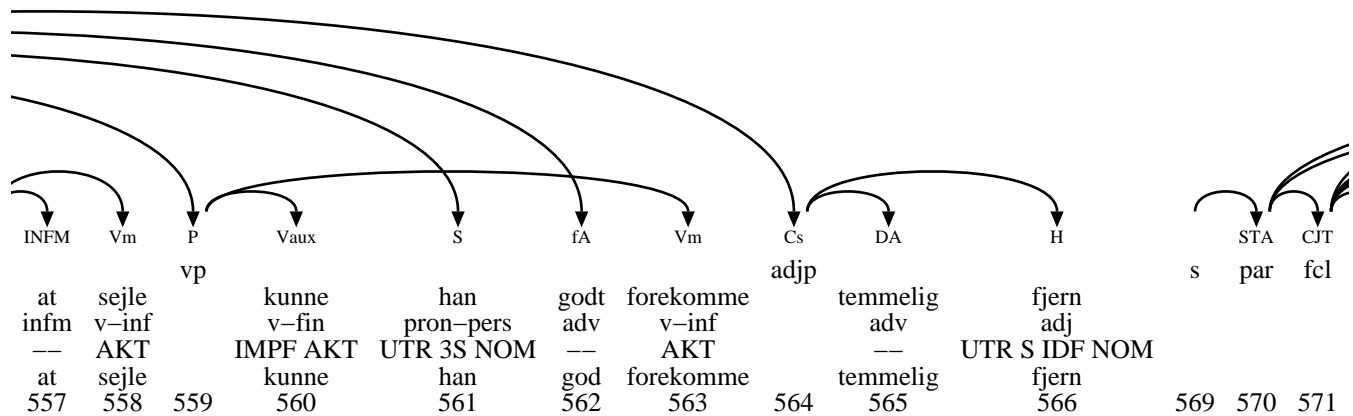 INFM Vm P Vaux S fA Vm Cs DA H STA CJT
vp adjp s par fcl
at sejle kunne han godt forekomme temmelig fjern
infm v−inf v−fin pron−pers adv v−inf adv adj
−− AKT IMPF AKT UTR 3S NOM −− AKT −− UTR S IDF NOM
at sejle kunne han god forekomme temmelig fjern
557 558 559 560 561 562 563 564 565 566 569 570 571